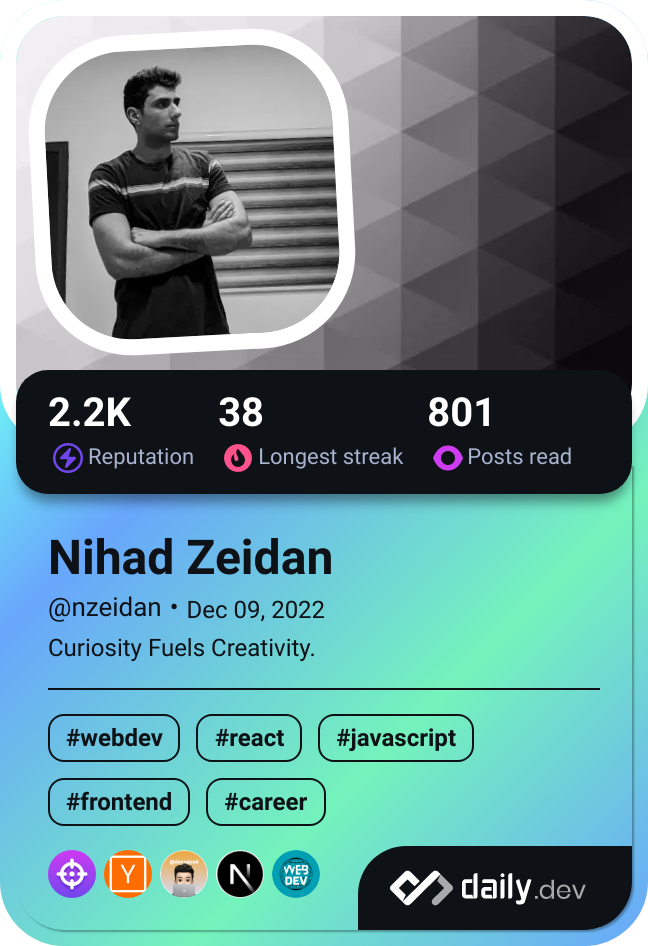 2.2K 38 801
Reputation Longest streak Posts read
Nihad Zeidan
@nzeidan • Dec 09, 2022
Curiosity Fuels Creativity.
#webdev #react #javascript
#frontend #career
Y N WEB DEV
daily.dev